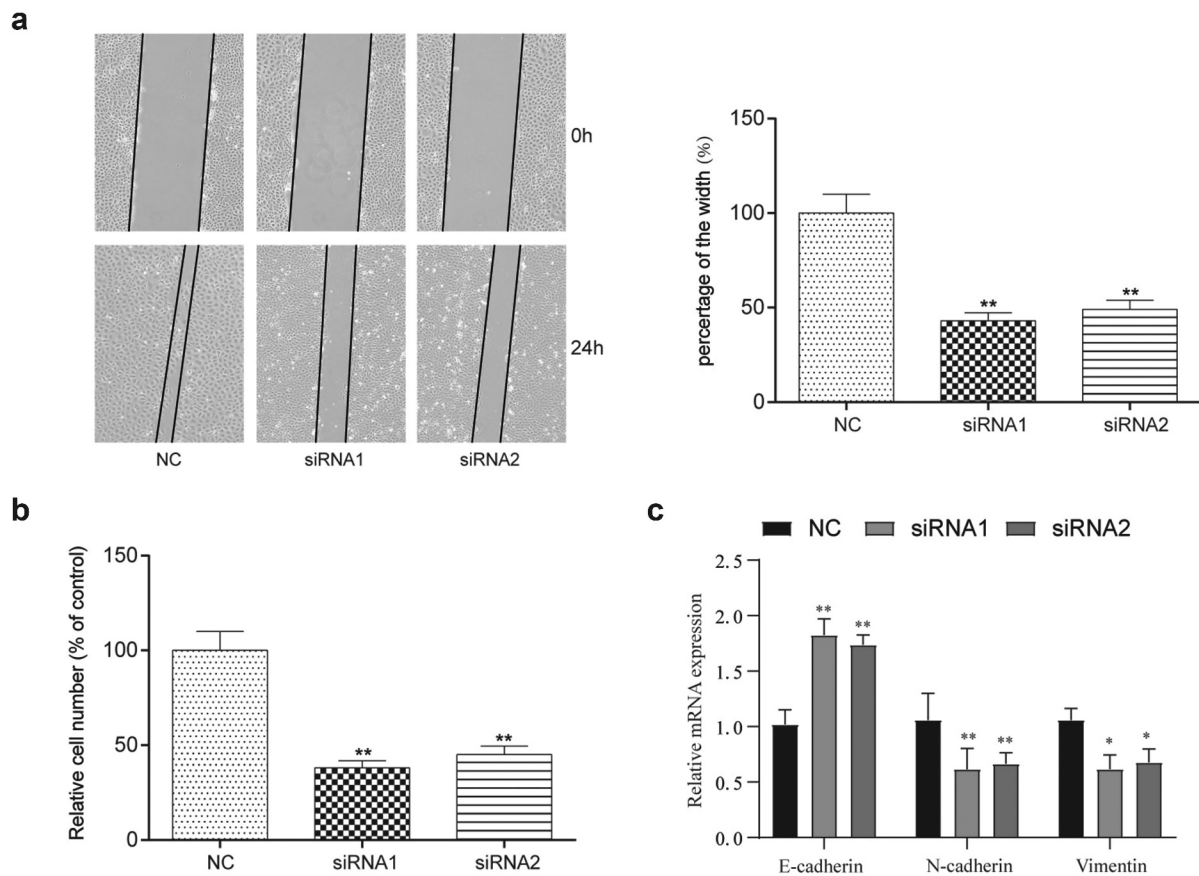 a
0h
24h
NC siRNA1 siRNA2
percertage of the width (%)
150
100
50
0
NC siRNA1 siRNA2
**
**
b
Relative cell number (% of control)
150
100
50
0
**
**
NC siRNA1 siRNA2
c
NC siRNA1 siRNA2
Relative mRNA expression
2.5
2.0
1.5
1.0
0.5
0.0
** **
** **
* *
E-cadherin N-cadherin Vimentin